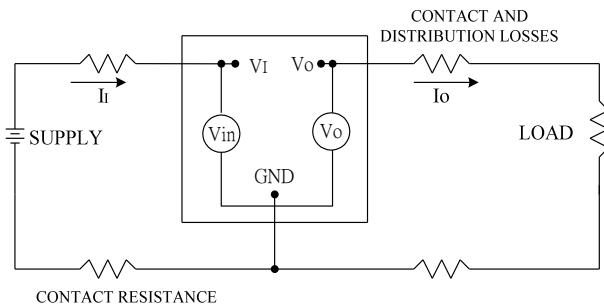 CONTACT AND
DISTRIBUTION LOSSES
VI
VO
II
IO
SUPPLY
Vin
Vo
LOAD
GND
CONTACT RESISTANCE